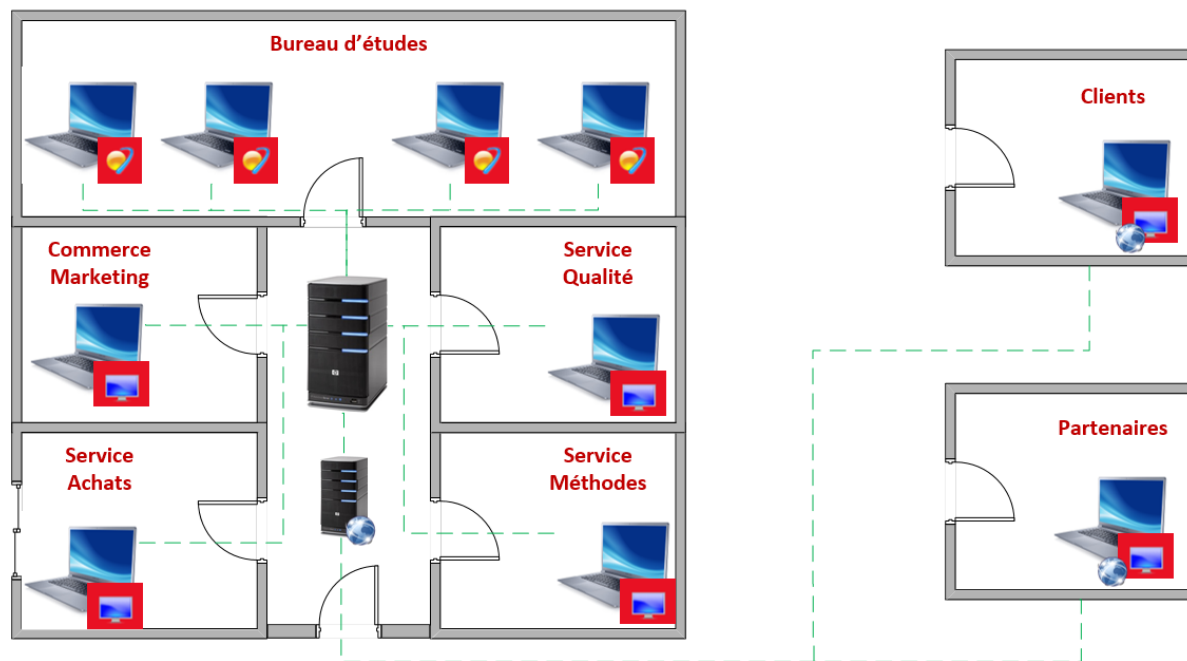 Bureau d'études
Clients
Commerce
Marketing
Service
Qualité
Partenaires
Service
Achats
Service
Méthodes